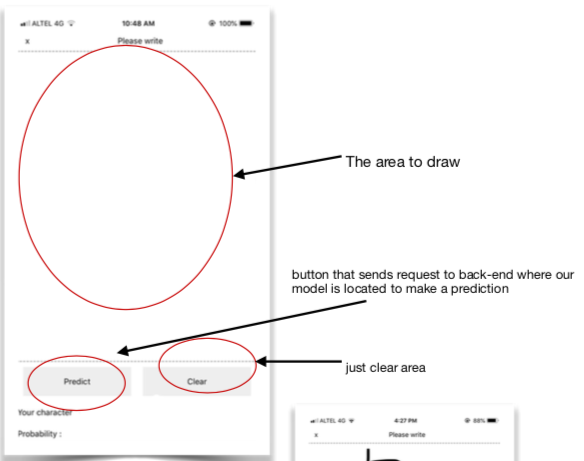 ALTEL 4G 10:48 AM 100%
x Please write
The area to draw
button that sends request to back-end where our
model is located to make a prediction
just clear area
Predict Clear
Your character
Probability :
ALTEL 4G 4:27 PM 88%
x Please write